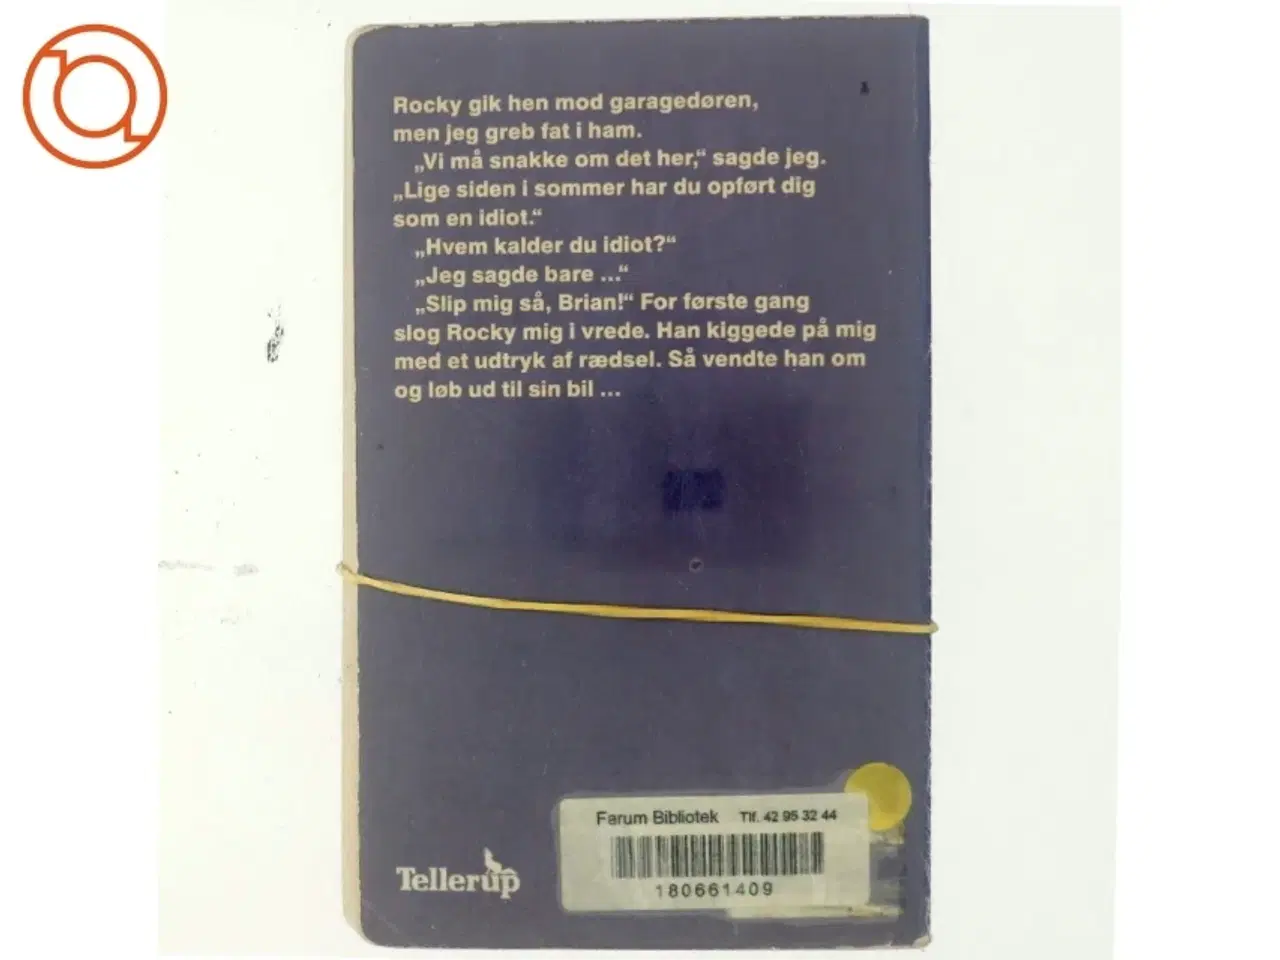 Rocky gik hen mod garagedøren,
men jeg greb fat i ham.
„Vi må snakke om det her,“ sagde jeg.
„Lige siden i sommer har du opført dig
som en idiot.“
„Hvem kalder du idiot?“
„Jeg sagde bare ...“
„Slip mig så, Brian!“ For første gang
slog Rocky mig i vrede. Han kiggede på mig
med et udtryk af rædsel. Så vendte han om
og løb ud til sin bil ...
Farum Bibliotek Tlf. 42 95 32 44
180661409
Tellerup